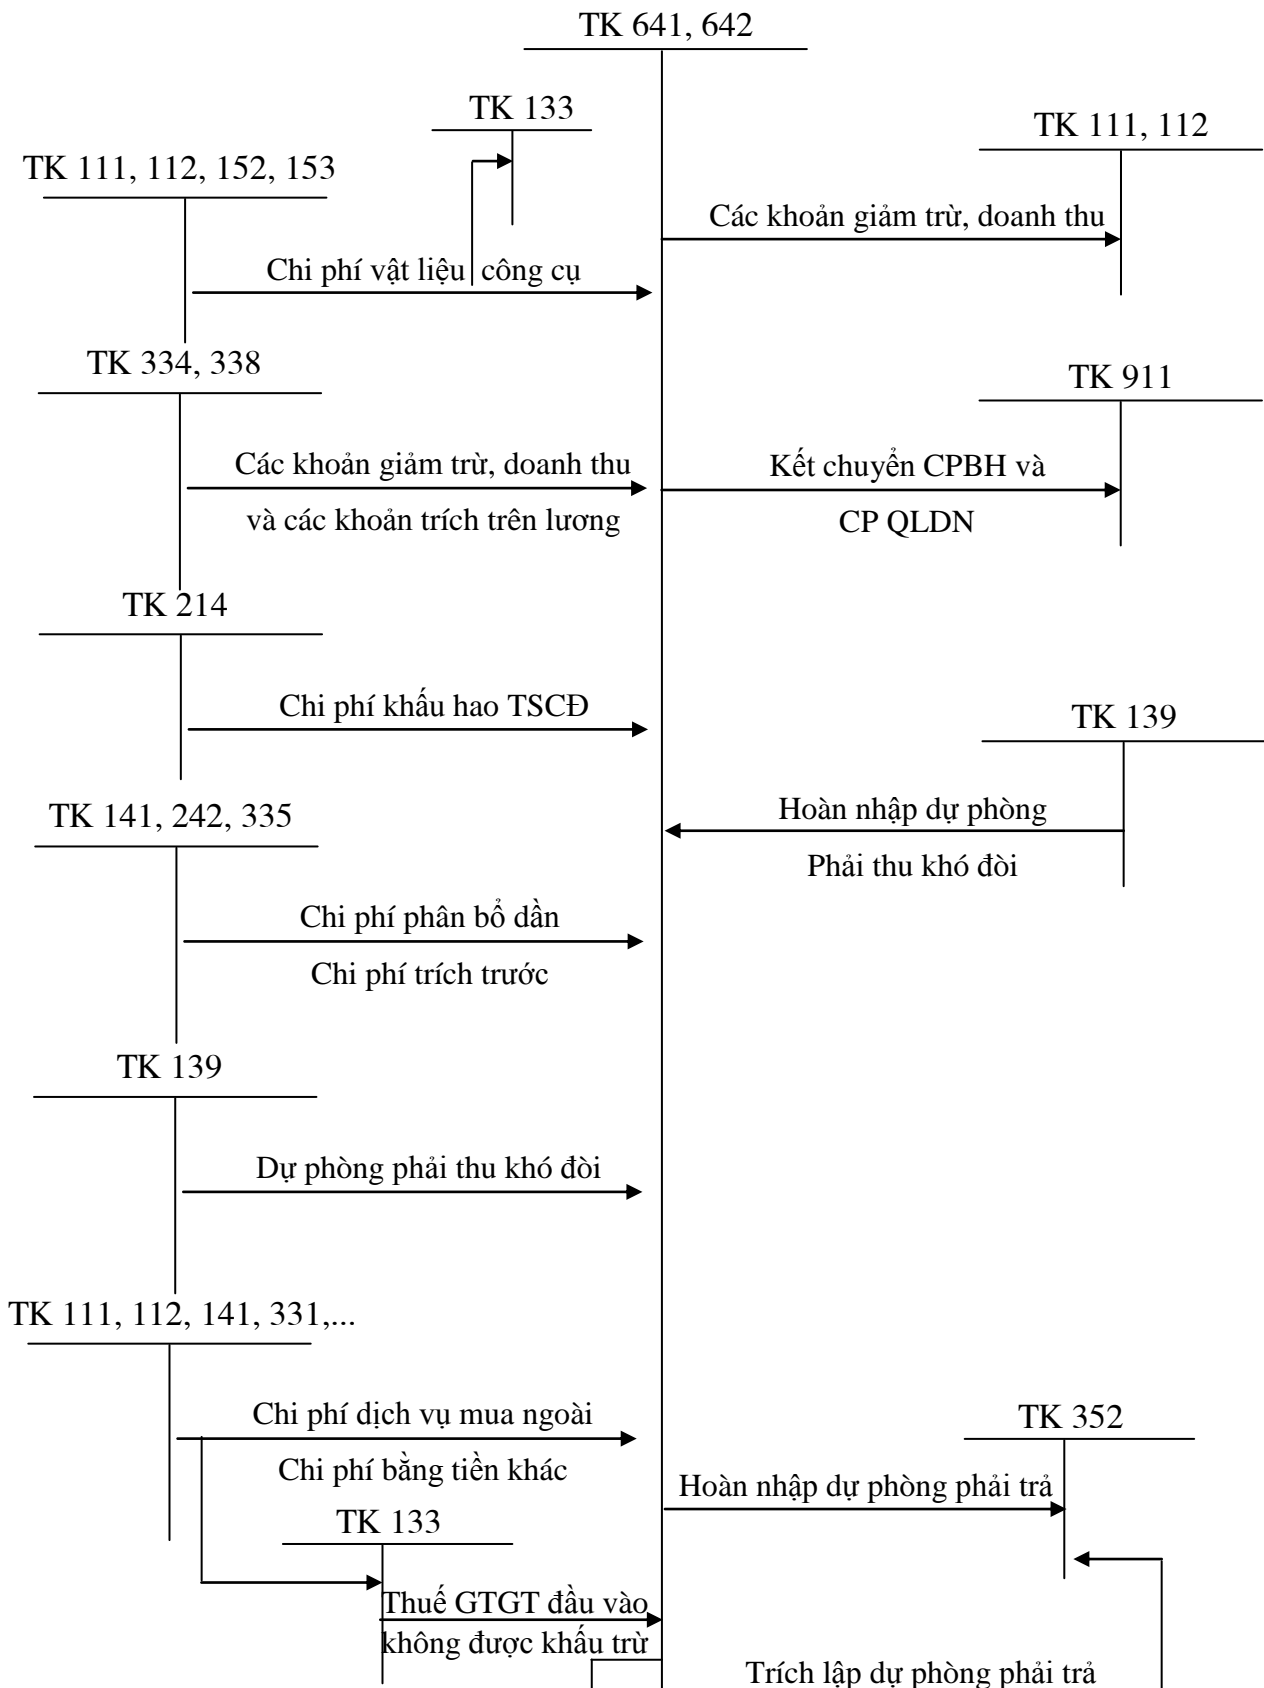 TK 641, 642
TK 133
TK 111, 112
TK 111, 112, 152, 153
Các khoản giảm trừ, doanh thu
Chi phí vật liệu công cụ
TK 334, 338
TK 911
Các khoản giảm trừ, doanh thu
và các khoản trích trên lương
Kết chuyển CPBH và
CP QLDN
TK 214
Chi phí khấu hao TSCĐ
TK 139
TK 141, 242, 335
Hoàn nhập dự phòng
Phải thu khó đòi
Chi phí phân bổ dần
Chi phí trích trước
TK 139
Dự phòng phải thu khó đòi
TK 111, 112, 141, 331,...
Chi phí dịch vụ mua ngoài
Chi phí bằng tiền khác
TK 352
Hoàn nhập dự phòng phải trả
TK 133
Thuế GTGT đầu vào
không được khấu trừ
Trích lập dự phòng phải trả